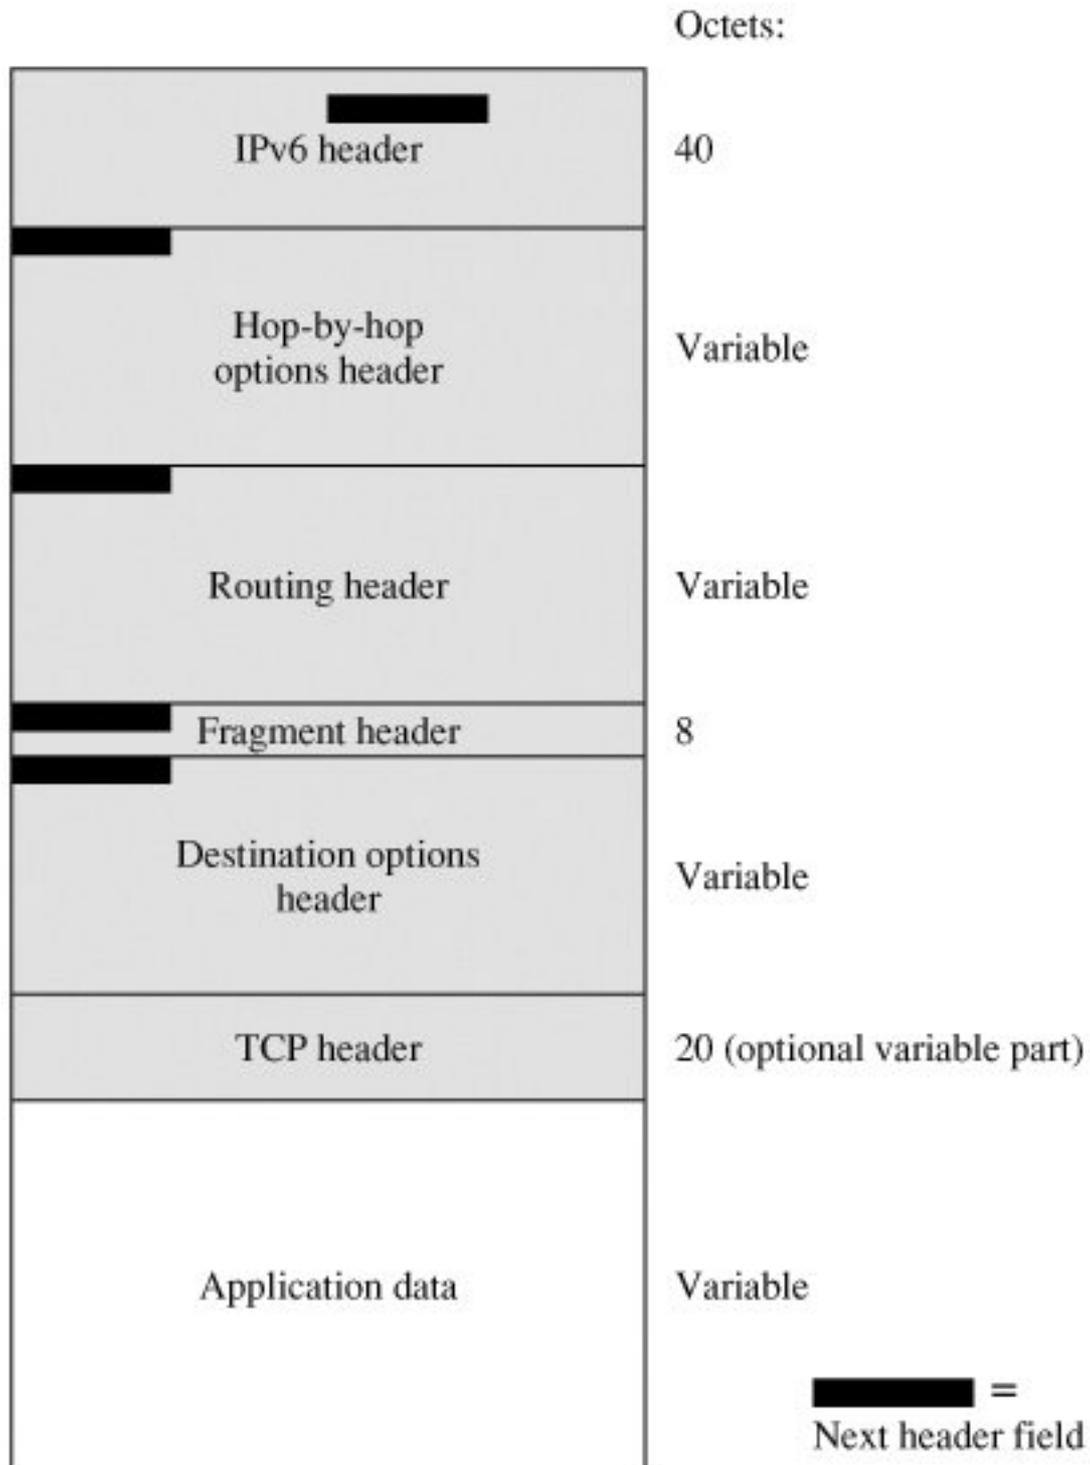 Octets:
IPv6 header
40
Hop-by-hop
options header
Variable
Routing header
Variable
Fragment header
8
Destination options
header
Variable
TCP header
20 (optional variable part)
Application data
Variable
=
Next header field